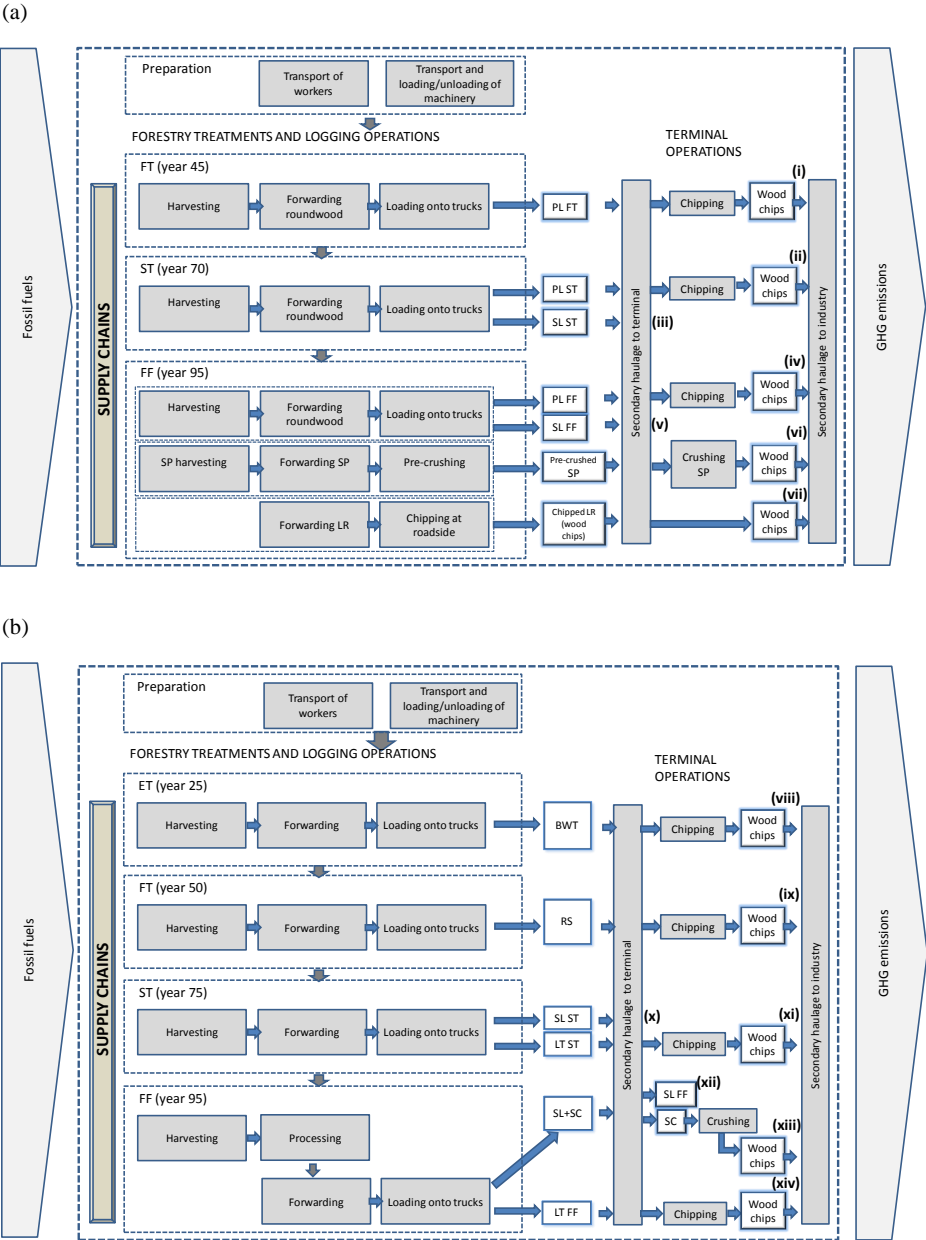 (a)
Preparation
Transport of
workers
Transport and
loading/unloading of
machinery
FORESTRY TREATMENTS AND LOGGING OPERATIONS
TERMINAL
OPERATIONS
Fossil fuels
SUPPLY CHAINS
FT (year 45)
Harvesting
Forwarding
roundwood
Loading onto trucks
PL FT
Secondary haulage to terminal
Chipping
Wood
chips
(i)
Secondary haulage to industry
GHG emissions
ST (year 70)
Harvesting
Forwarding
roundwood
Loading onto trucks
PL ST
SL ST
Chipping
Wood
chips
(ii)
(iii)
FF (year 95)
Harvesting
Forwarding
roundwood
Loading onto trucks
PL FF
SL FF
Chipping
Wood
chips
(iv)
(v)
SP harvesting
Forwarding SP
Pre-crushing
Pre-crushed
SP
Crushing
SP
Wood
chips
(vi)
Forwarding LR
Chipping at
roadside
Chipped LR
(wood
chips)
Wood
chips
(vii)
(b)
Preparation
Transport of
workers
Transport and
loading/unloading of
machinery
FORESTRY TREATMENTS AND LOGGING OPERATIONS
TERMINAL
OPERATIONS
Fossil fuels
SUPPLY CHAINS
ET (year 25)
Harvesting
Forwarding
Loading onto trucks
BWT
Secondary haulage to terminal
Chipping
Wood
chips
(viii)
Secondary haulage to industry
GHG emissions
FT (year 50)
Harvesting
Forwarding
Loading onto trucks
RS
Chipping
Wood
chips
(ix)
ST (year 75)
Harvesting
Forwarding
Loading onto trucks
SL ST
LT ST
(x)
Chipping
Wood
chips
(xi)
FF (year 95)
Harvesting
Processing
Forwarding
Loading onto trucks
SL+SC
LT FF
SL FF
(xii)
SC
Crushing
Wood
chips
(xiii)
Chipping
Wood
chips
(xiv)